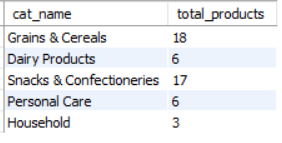 cat_name total_products
Grains & Cereals 18
Dairy Products 6
Snacks & Confectioneries 17
Personal Care 6
Household 3